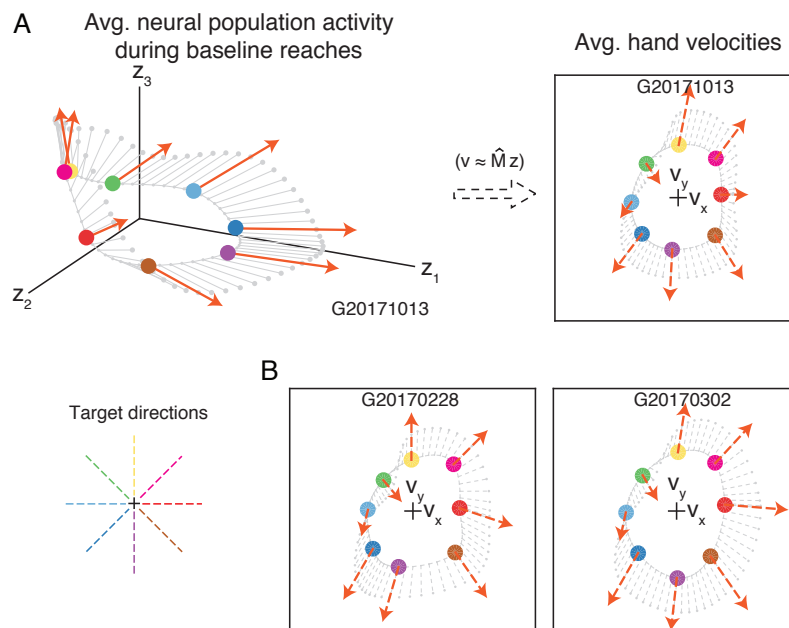 A
Avg. neural population activity
during baseline reaches
z3
z2
z1
G20171013
(v ≈ M̂ z)
Avg. hand velocities
G20171013
vy
vx
Target directions
B
G20170228
vy
vx
G20170302
vy
vx